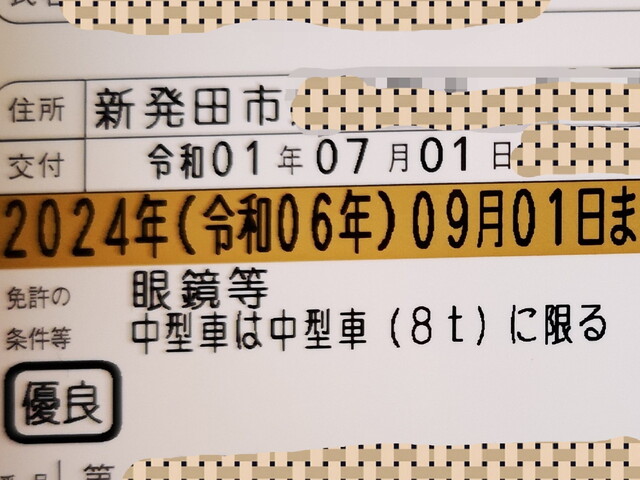 住所 新発田市
交付 令和01年07月01日
2024年(令和06年)09月01日ま
免許の 眼鏡等
条件等 中型車は中型車(8t)に限る
優良
第